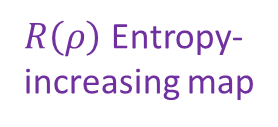 R(ρ) Entropy-
increasing map